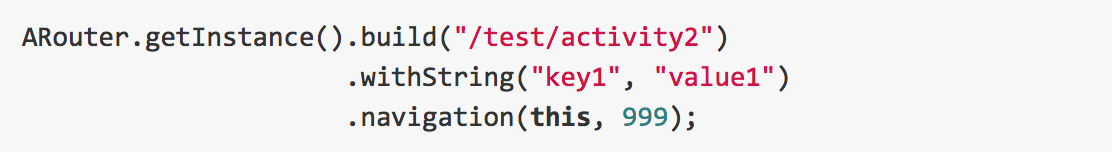 ARouter.getInstance().build("/test/activity2")
.withString("key1", "value1")
.navigation(this, 999);